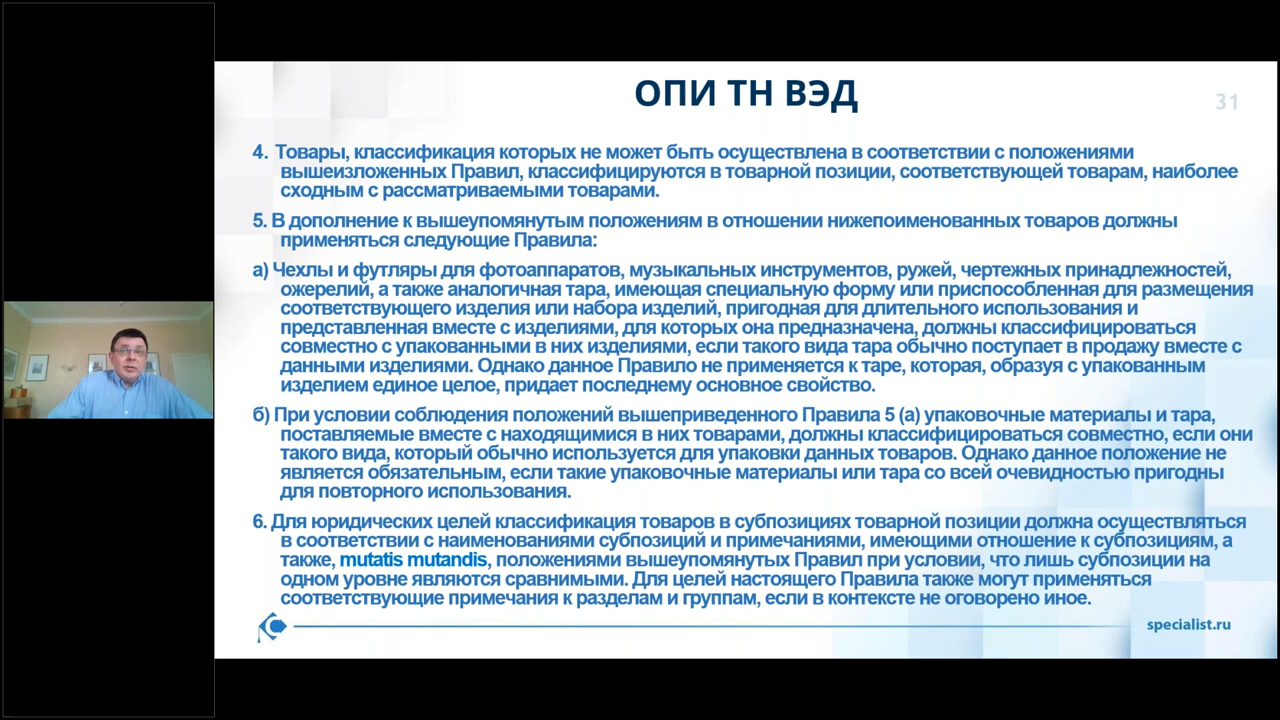 ОПИ ТН ВЭД
31
4. Товары, классификация которых не может быть осуществлена в соответствии с положениями
вышеизложенных Правил, классифицируются в товарной позиции, соответствующей товарам, наиболее
сходным с рассматриваемыми товарами.
5. В дополнение к вышеупомянутым положениям в отношении нижепоименованных товаров должны
применяться следующие Правила:
а) Чехлы и футляры для фотоаппаратов, музыкальных инструментов, ружей, чертежных принадлежностей,
ожерелий, а также аналогичная тара, имеющая специальную форму или приспособленная для размещения
соответствующего изделия или набора изделий, пригодная для длительного использования и
представленная вместе с изделиями, для которых она предназначена, должны классифицироваться
совместно с упакованными в них изделиями, если такого вида тара обычно поступает в продажу вместе с
данными изделиями. Однако данное Правило не применяется к таре, которая, образуя с упакованным
изделием единое целое, придает последнему основное свойство.
б) При условии соблюдения положений вышеприведенного Правила 5 (а) упаковочные материалы и тара,
поставляемые вместе с находящимися в них товарами, должны классифицироваться совместно, если они
такого вида, который обычно используется для упаковки данных товаров. Однако данное положение не
является обязательным, если такие упаковочные материалы или тара со всей очевидностью пригодны
для повторного использования.
6. Для юридических целей классификация товаров в субпозициях товарной позиции должна осуществляться
в соответствии с наименованиями субпозиций и примечаниями, имеющими отношение к субпозициям, а
также, mutatis mutandis, положениями вышеупомянутых Правил при условии, что лишь субпозиции на
одном уровне являются сравнимыми. Для целей настоящего Правила также могут применяться
соответствующие примечания к разделам и группам, если в контексте не оговорено иное.
specialist.ru